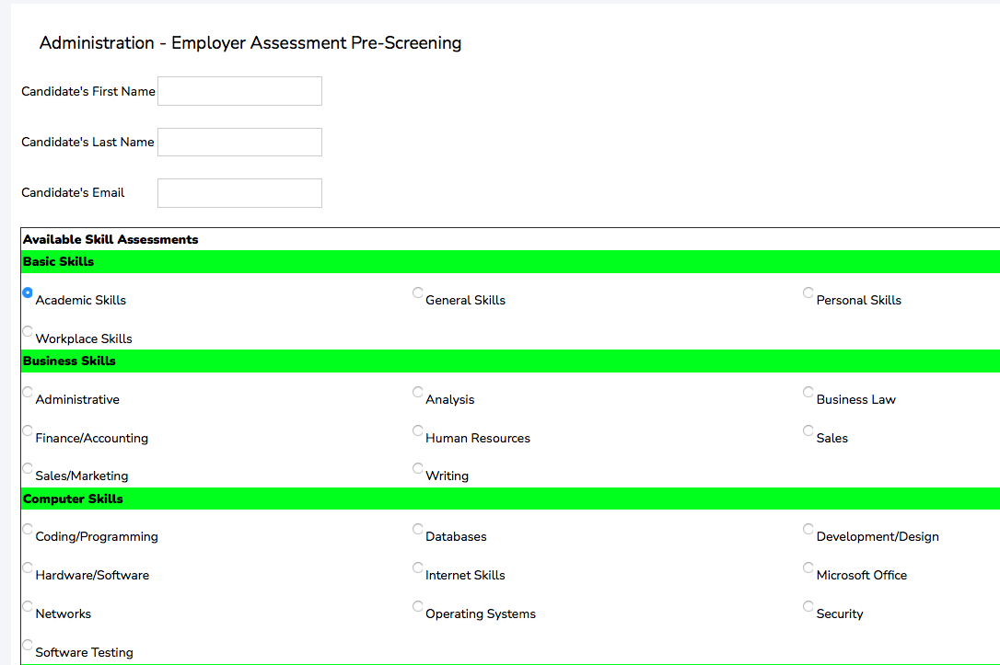 Administration - Employer Assessment Pre-Screening
Candidate's First Name
Candidate's Last Name
Candidate's Email
Available Skill Assessments
Basic Skills
Academic Skills General Skills Personal Skills
Workplace Skills
Business Skills
Administrative Analysis Business Law
Finance/Accounting Human Resources Sales
Sales/Marketing Writing
Computer Skills
Coding/Programming Databases Development/Design
Hardware/Software Internet Skills Microsoft Office
Networks Operating Systems Security
Software Testing